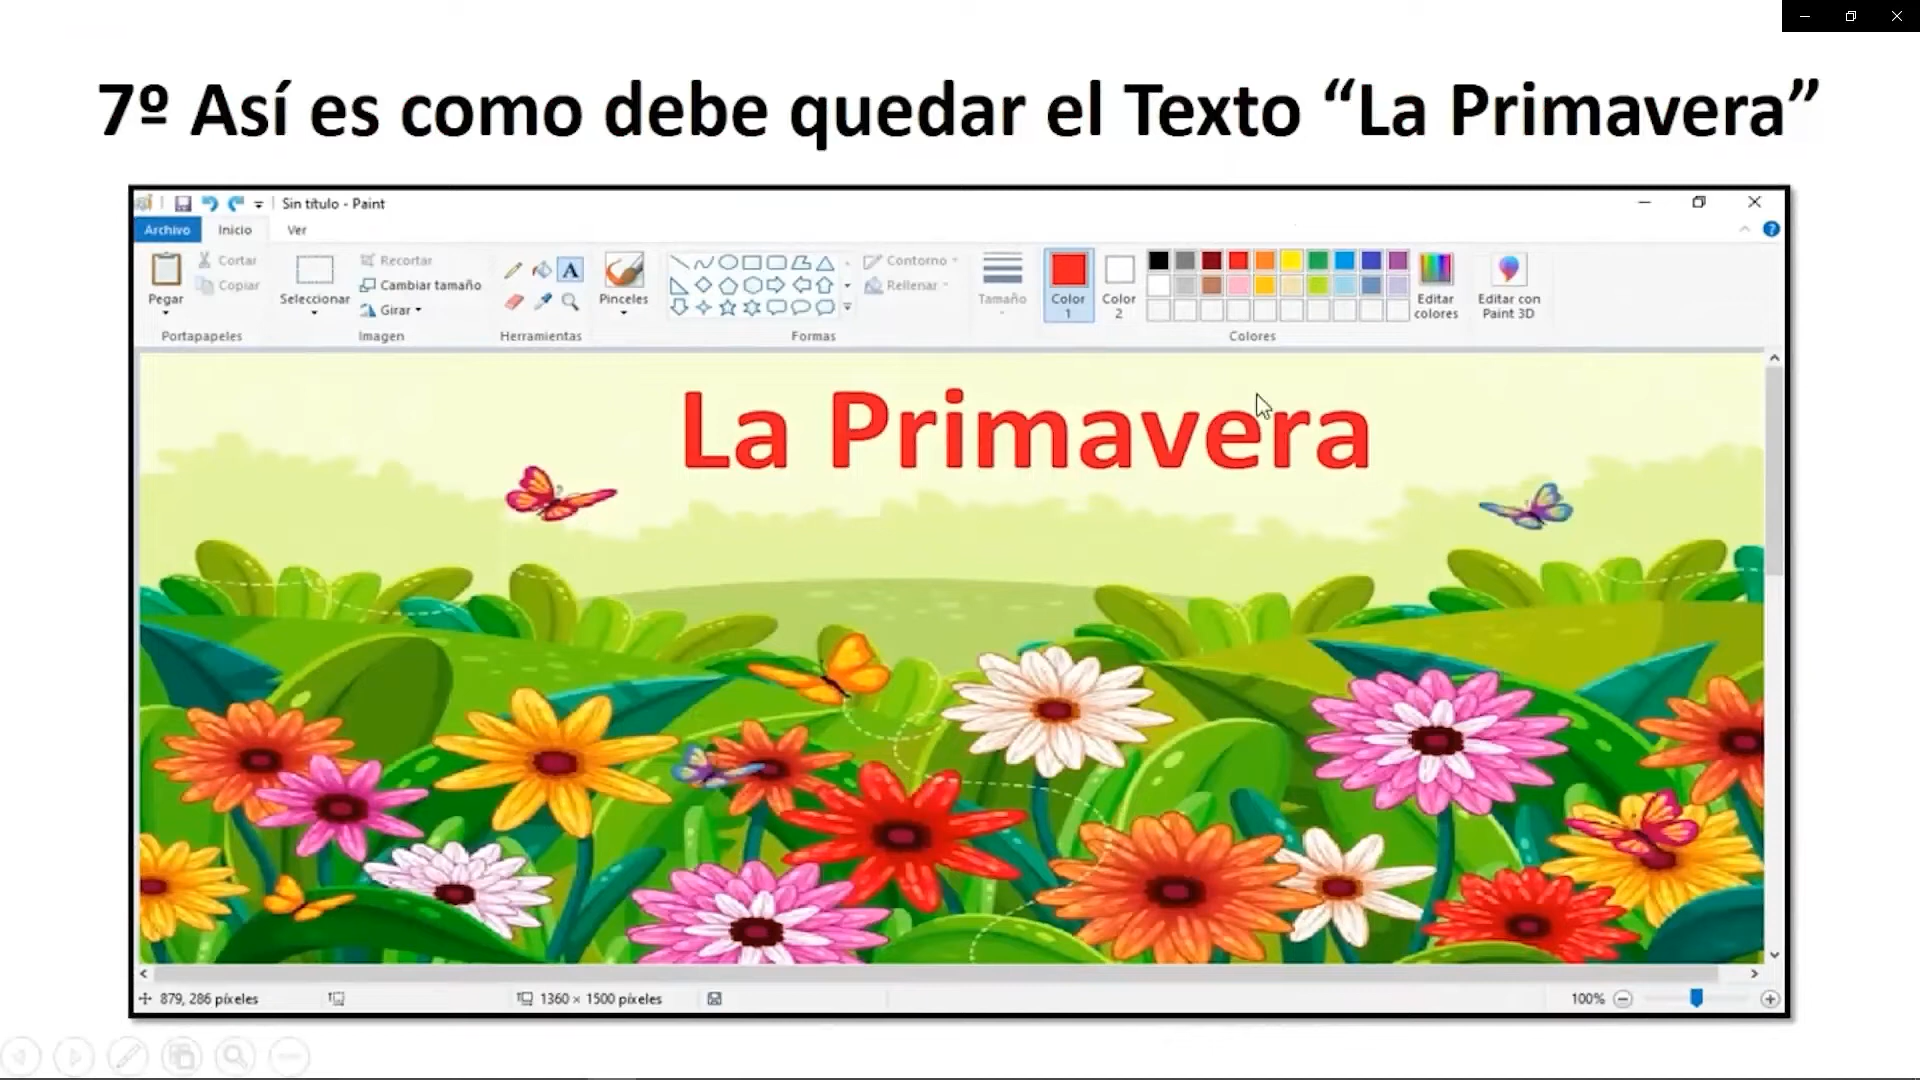 7º Así es como debe quedar el Texto “La Primavera”
Sin título - Paint
Archivo Inicio Ver
Pegar
Cortar
Copiar
Portapapeles
Seleccionar
Recortar
Cambiar tamaño
Girar
Imagen
A
Herramientas
Pinceles
Contorno
Rellenar
Formas
Tamaño
Color 1
Color 2
Colores
Editar colores
Editar con Paint 3D
La Primavera
879, 286 píxeles
1360 × 1500 píxeles
100%